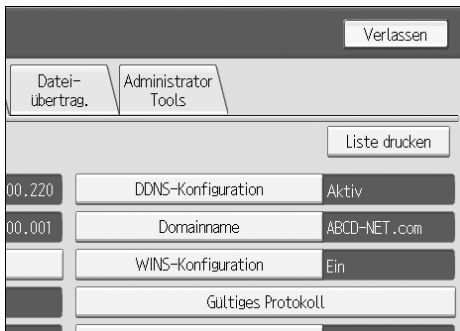 Verlassen
Datei-
übertrag.
Administrator
Tools
Liste drucken
00.220
DDNS-Konfiguration
Aktiv
00.001
Domainname
ABCD-NET.com
WINS-Konfiguration
Ein
Gültiges Protokoll